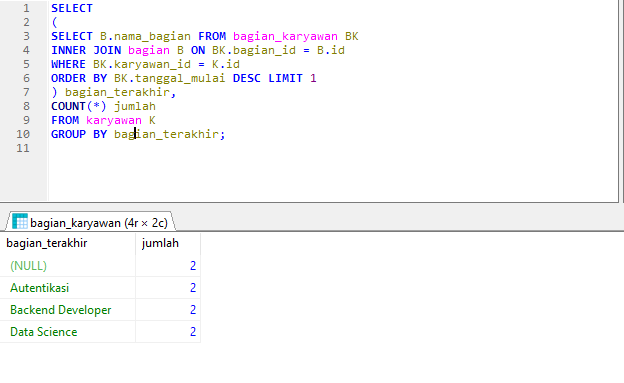 1 SELECT
2 (
3 SELECT B.nama_bagian FROM bagian_karyawan BK
4 INNER JOIN bagian B ON BK.bagian_id = B.id
5 WHERE BK.karyawan_id = K.id
6 ORDER BY BK.tanggal_mulai DESC LIMIT 1
7 ) bagian_terakhir,
8 COUNT(*) jumlah
9 FROM karyawan K
10 GROUP BY bagian_terakhir;
11
bagian_karyawan (4r × 2c)
bagian_terakhir jumlah
(NULL) 2
Autentikasi 2
Backend Developer 2
Data Science 2